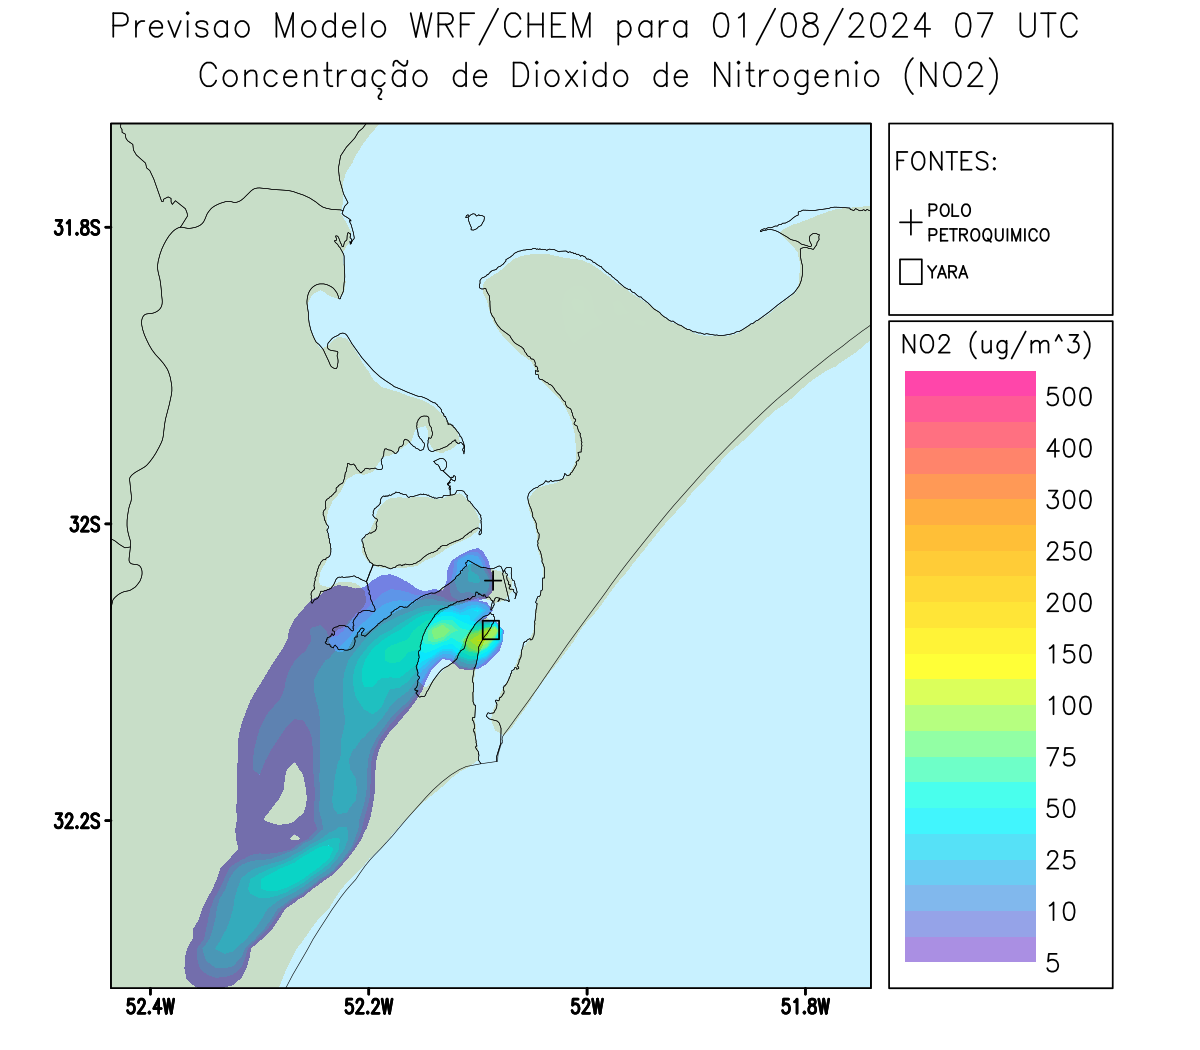 Previsao Modelo WRF/CHEM para 01/08/2024 07 UTC
Concentração de Dioxido de Nitrogenio (NO2)
FONTES:
POLO
PETROQUIMICO
YARA
NO2 (ug/m^3)
500
400
300
250
200
150
100
75
50
25
10
5
31.8S
32S
32.2S
52.4W
52.2W
52W
51.8W